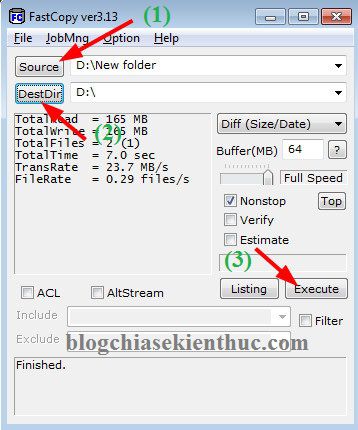 FastCopy ver3.13
(1)
File JobMng Option Help
Source D:\New folder
DestDir D:\
(2)
TotalRead = 165 MB
TotalWrite = 165 MB
TotalFiles = 2 (1)
TotalTime = 7.0 sec
TransRate = 23.7 MB/s
FileRate = 0.29 files/s
Diff (Size/Date)
Buffer(MB) 64 ?
Full Speed
Nonstop Top
Verify
Estimate
(3)
Listing Execute
ACL AltStream
Include
Filter
Exclude
blogchiasekienthuc.com
Finished.